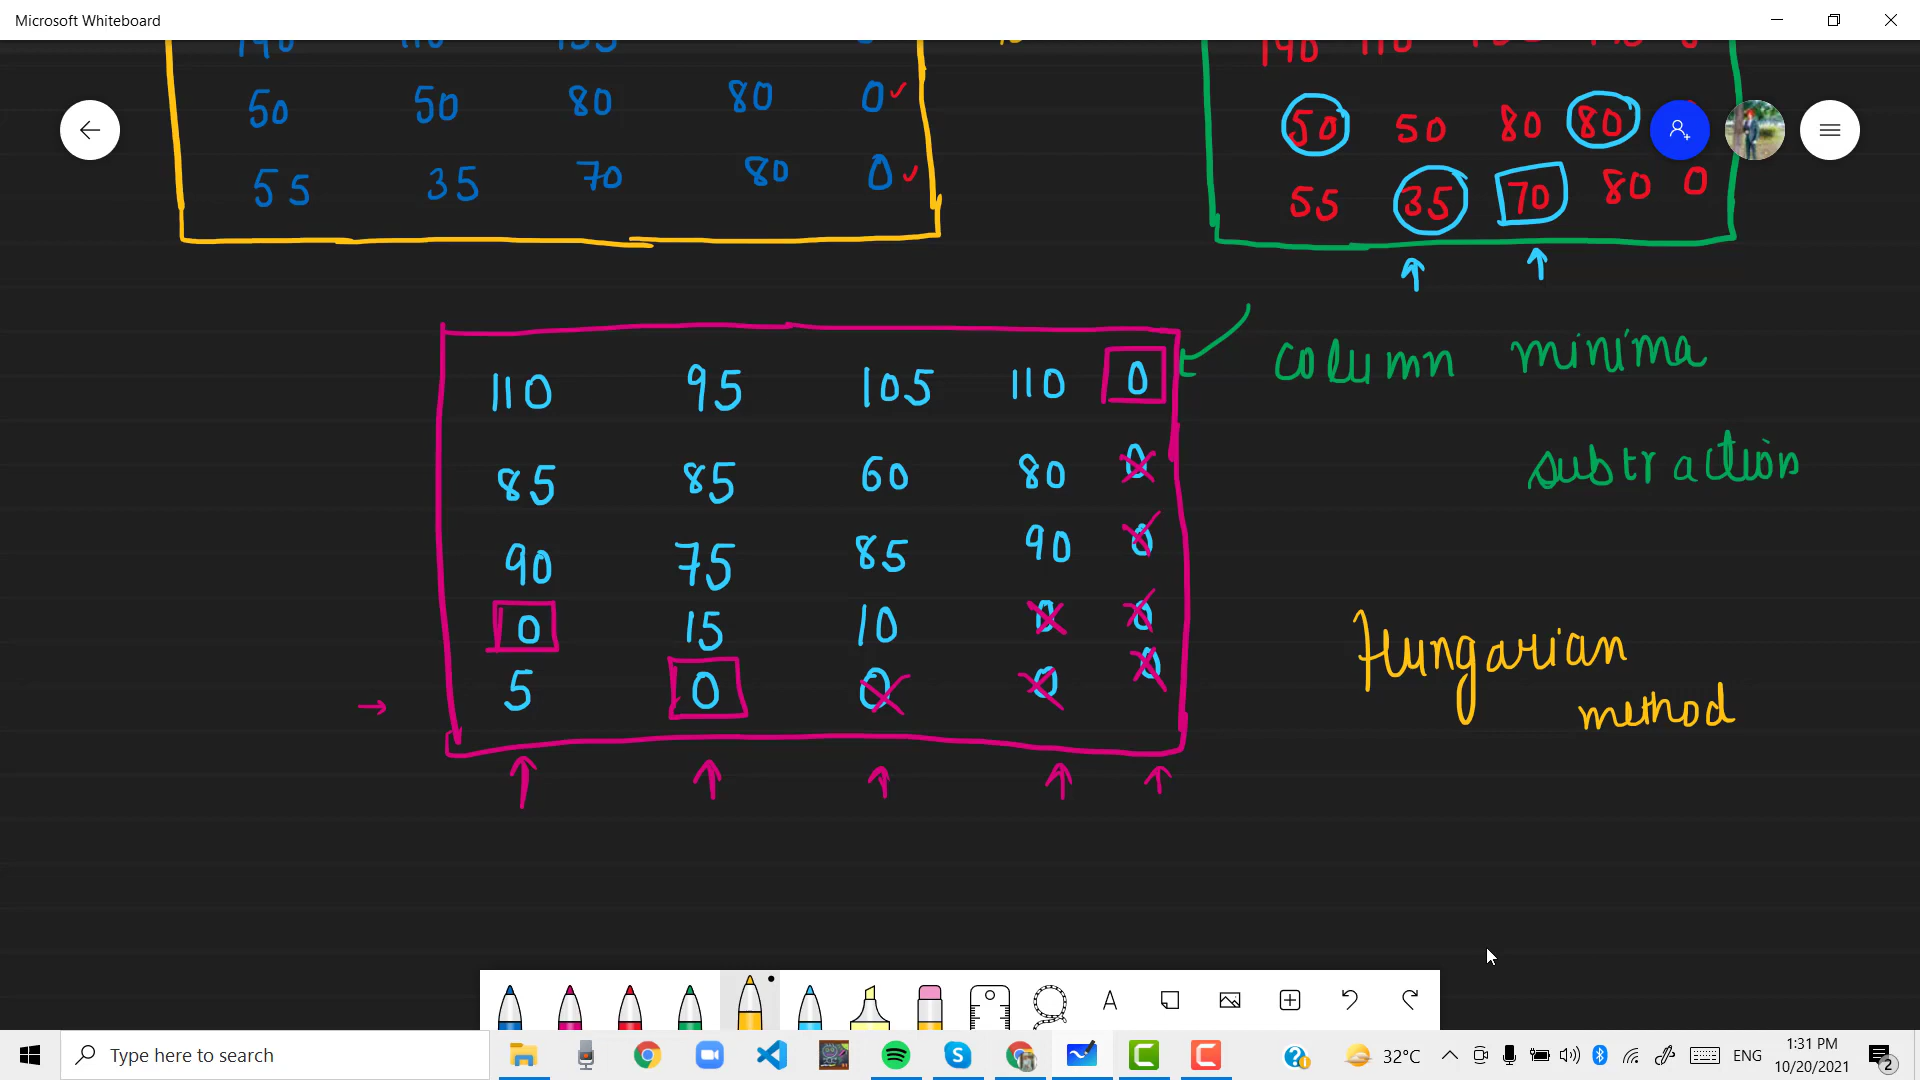 Microsoft Whiteboard
50 50 80 80 0
55 35 70 80 0
50 50 80 80
55 35 70 80 0
110 95 105 110 0
85 85 60 80 0
90 75 85 90 0
0 15 10 0 0
5 0 0 0 0
column minima
subtraction
Hungarian
method
Type here to search
32°C
ENG
1:31 PM
10/20/2021
2